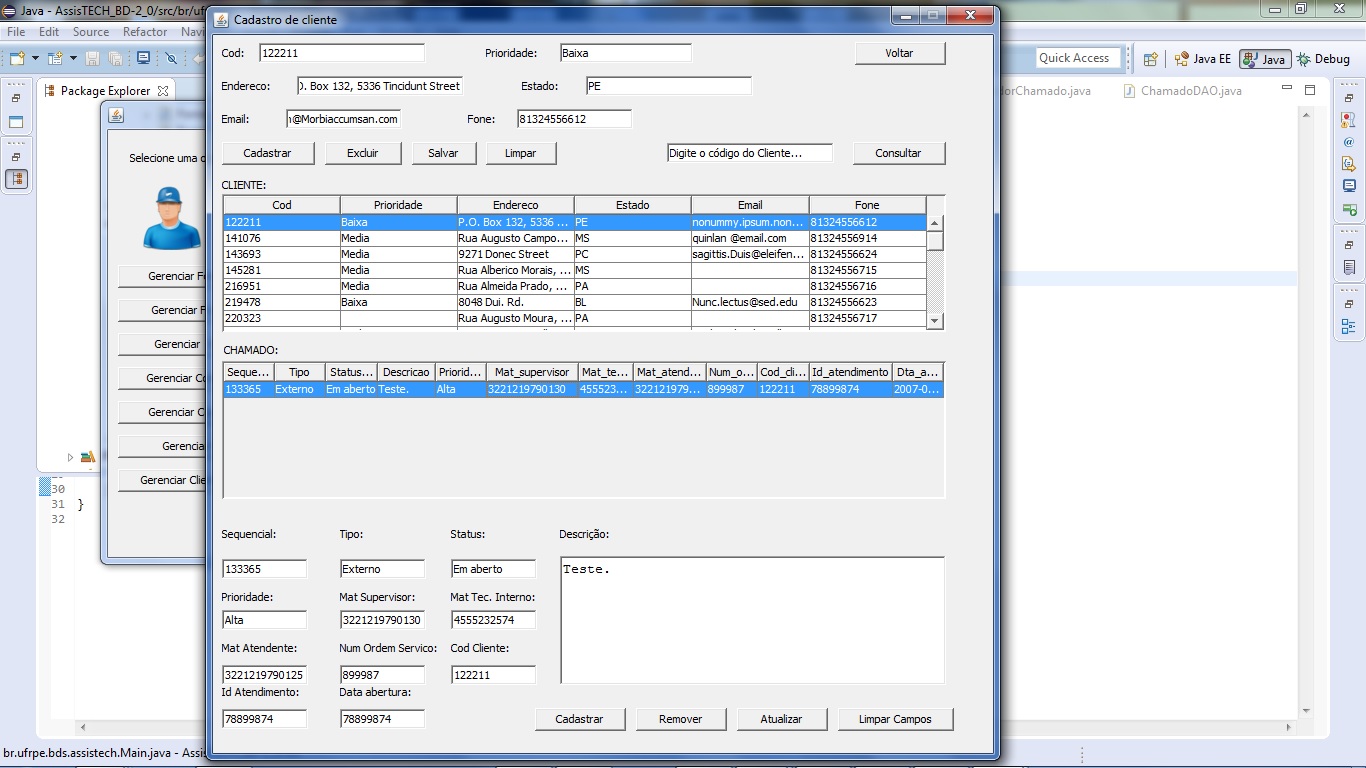 Java - AssisTECH_BD-2_0/src/br/ufr
File Edit Source Refactor Navi
Quick Access
Java EE
Java
Debug
Package Explorer
dorChamado.java
ChamadoDAO.java
Selecione uma o
Gerenciar F
Gerenciar F
Gerenciar
Gerenciar Co
Gerenciar C
Gerencia
Gerenciar Clie
30
31 }
32
br.ufrpe.bds.assistech.Main.java - Assis
Cadastro de cliente
Cod: 122211 Prioridade: Baixa Voltar
Endereco: O. Box 132, 5336 Tincidunt Street Estado: PE
Email: @Morbiaccumsan.com Fone: 81324556612
Cadastrar Excluir Salvar Limpar Digite o código do Cliente... Consultar
CLIENTE:
Cod Prioridade Endereco Estado Email Fone
122211 Baixa P.O. Box 132, 5336 ... PE nonummy.ipsum.non... 81324556612
141076 Media Rua Augusto Campo... MS quinlan @email.com 81324556914
143693 Media 9271 Donec Street PC sagittis.Duis@eleifen... 81324556624
145281 Media Rua Alberico Morais, ... MS 81324556715
216951 Media Rua Almeida Prado, ... PA 81324556716
219478 Baixa 8048 Dui. Rd. BL Nunc.lectus@sed.edu 81324556623
220323 Rua Augusto Moura, ... PA 81324556717
CHAMADO:
Seque... Tipo Status... Descricao Priorid... Mat_supervisor Mat_te... Mat_atend... Num_o... Cod_cli... Id_atendimento Dta_a...
133365 Externo Em aberto Teste. Alta 3221219790130 455523... 322121979... 899987 122211 78899874 2007-0...
Sequencial: Tipo: Status: Descrição:
133365 Externo Em aberto Teste.
Prioridade: Mat Supervisor: Mat Tec. Interno:
Alta 3221219790130 4555232574
Mat Atendente: Num Ordem Servico: Cod Cliente:
3221219790125 899987 122211
Id Atendimento: Data abertura:
78899874 78899874
Cadastrar Remover Atualizar Limpar Campos